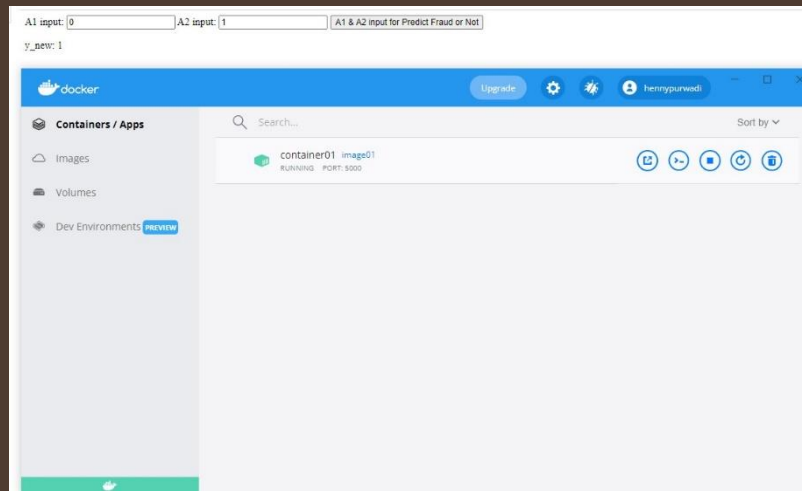 A1 input: 0 A2 input: 1 A1 & A2 input for Predict Fraud or Not
y_new: 1
docker Upgrade hennypurwadi
Containers / Apps Search... Sort by
container01 image01
RUNNING PORT: 5000
Images
Volumes
Dev Environments PREVIEW